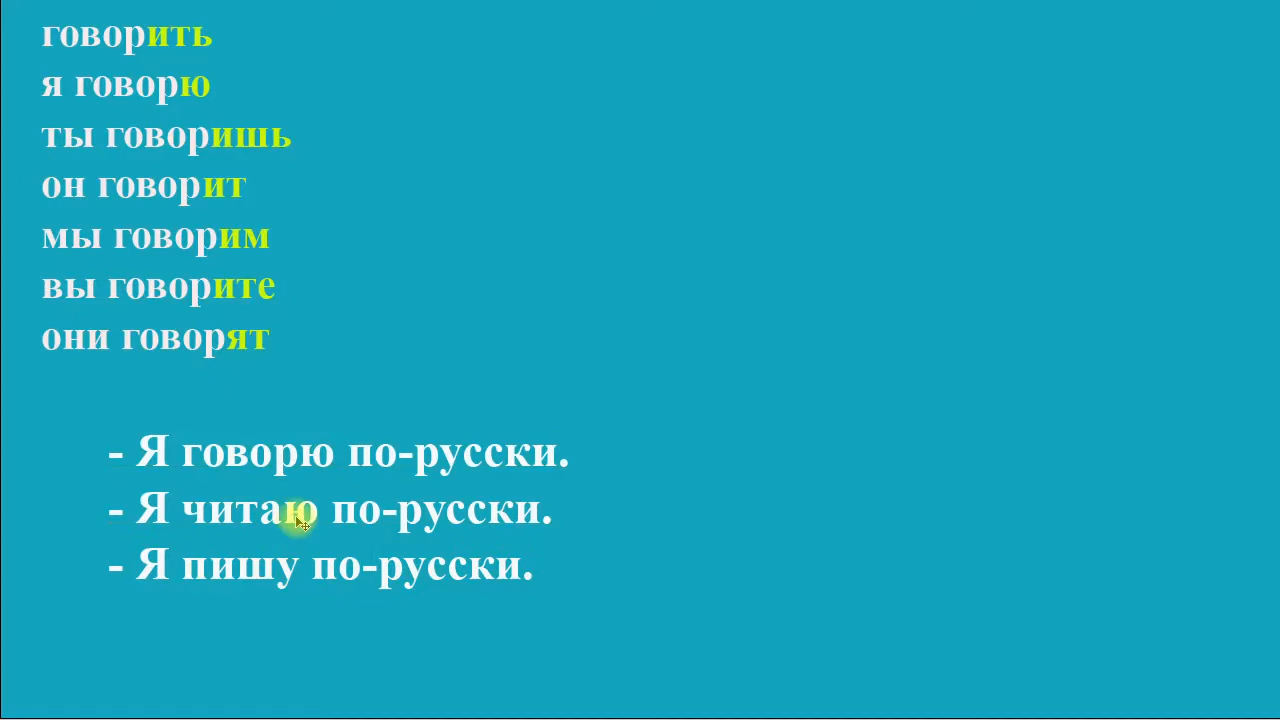 говорить
я говорю
ты говоришь
он говорит
мы говорим
вы говорите
они говорят
- Я говорю по-русски.
- Я читаю по-русски.
- Я пишу по-русски.